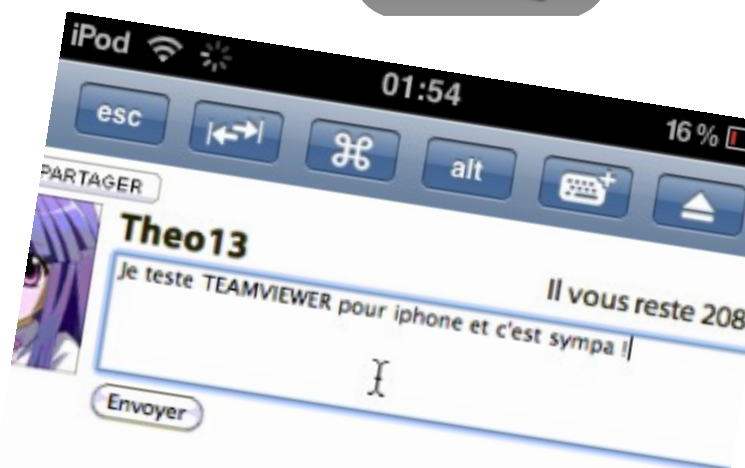 iPod
01:54
16 %
esc
alt
PARTAGER
Theo13
Il vous reste 208
Je teste TEAMVIEWER pour iphone et c'est sympa !
Envoyer